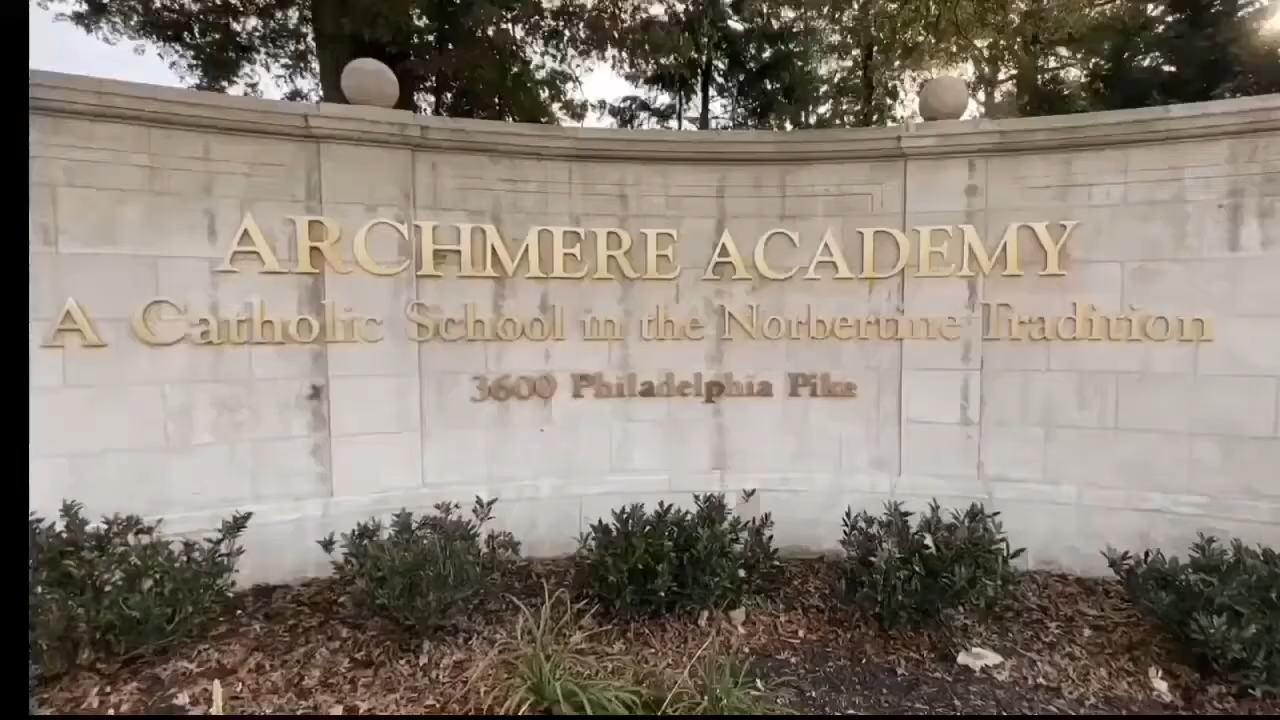 ARCHMERE ACADEMY
A Catholic School in the Norbertine Tradition
3600 Philadelphia Pike